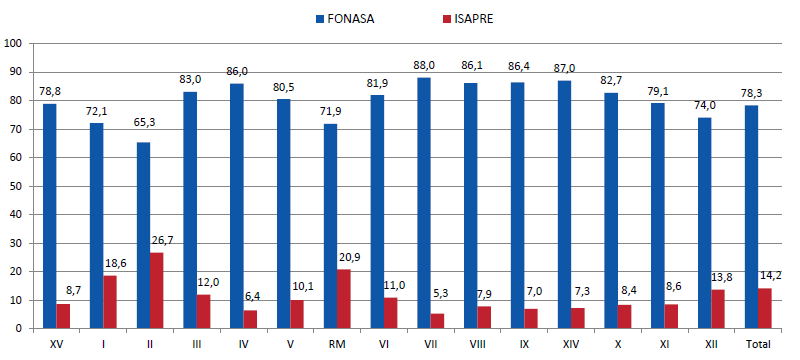 FONASA ISAPRE
100
90
80
70
60
50
40
30
20
10
0
78,8 72,1 65,3 83,0 86,0 80,5 71,9 81,9 88,0 86,1 86,4 87,0 82,7 79,1 74,0 78,3
8,7 18,6 26,7 12,0 6,4 10,1 20,9 11,0 5,3 7,9 7,0 7,3 8,4 8,6 13,8 14,2
XV I II III IV V RM VI VII VIII IX XIV X XI XII Total